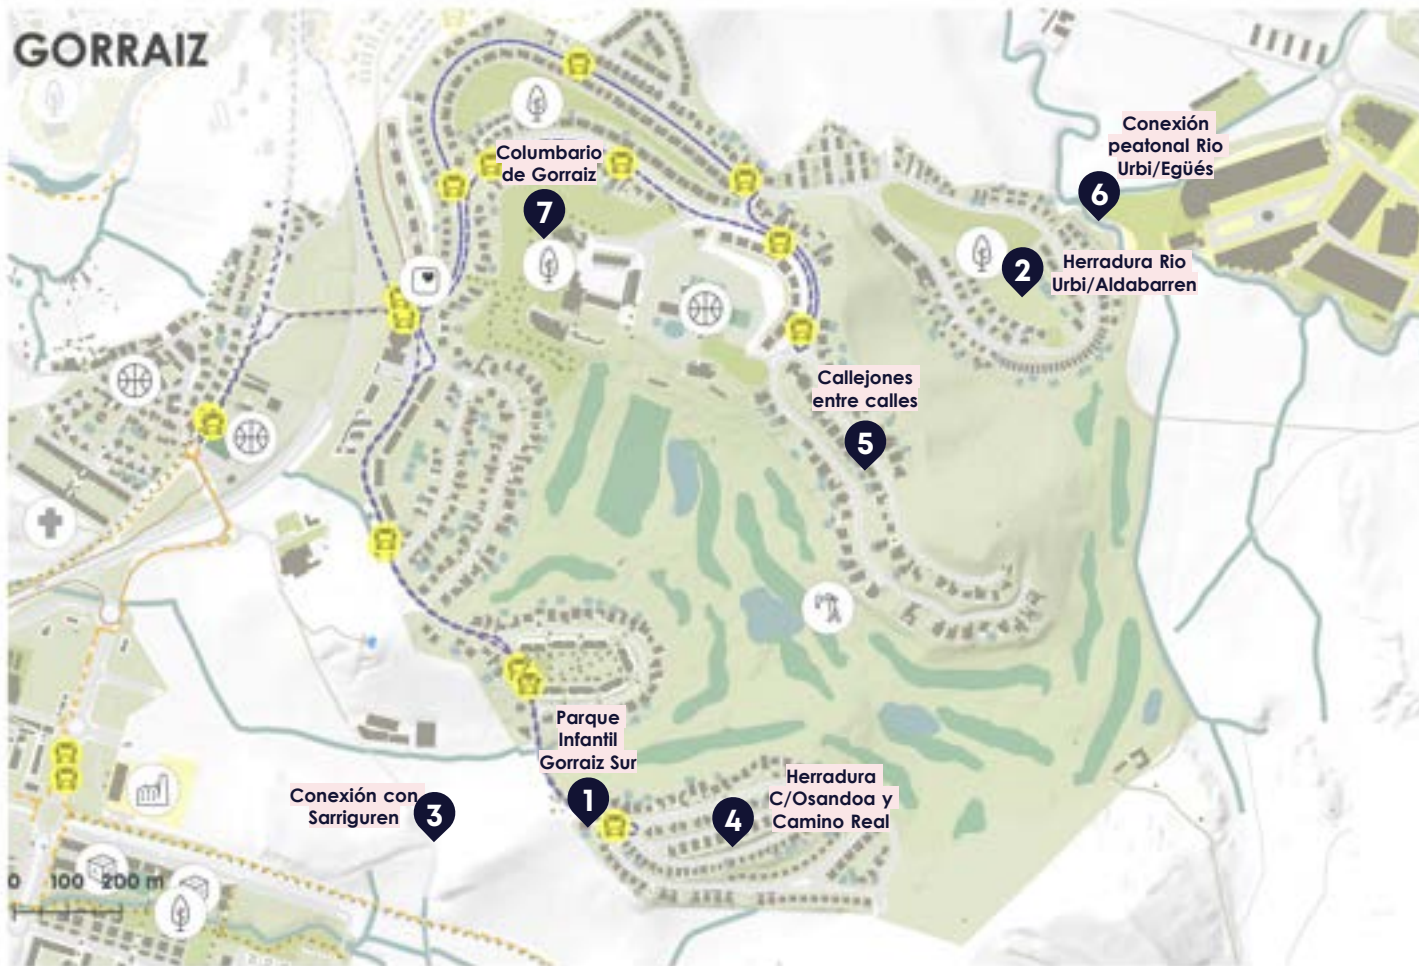 GORRAIZ
Conexión
peatonal Rio
Urbi/Egüés
6
Columbario
de Gorraiz
7
2
Herradura Rio
Urbi/Aldabarren
Callejones
entre calles
5
Parque
Infantil
Gorraiz Sur
1
Herradura
C/Osandoa y
Camino Real
4
Conexión con
Sarriguren
3
0 100 200 m